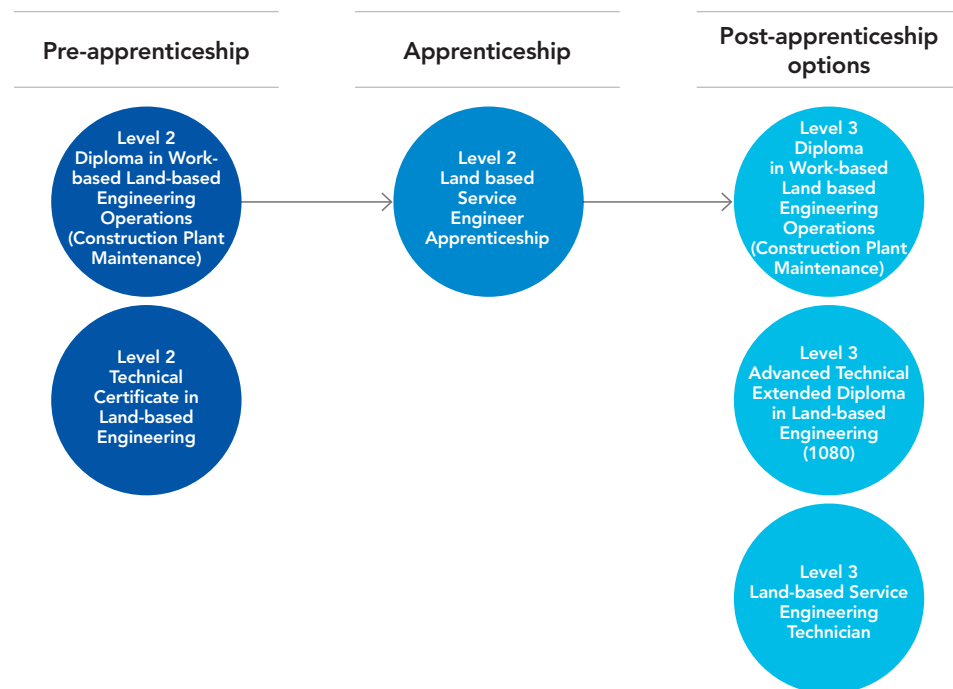 Pre-apprenticeship
Apprenticeship
Post-apprenticeship
options
Level 2
Diploma in Work-
based Land-based
Engineering
Operations
(Construction Plant
Maintenance)
Level 2
Land based
Service
Engineer
Apprenticeship
Level 3
Diploma
in Work-based
Land based
Engineering
Operations
(Construction Plant
Maintenance)
Level 2
Technical
Certificate in
Land-based
Engineering
Level 3
Advanced Technical
Extended Diploma
in Land-based
Engineering
(1080)
Level 3
Land-based Service
Engineering
Technician